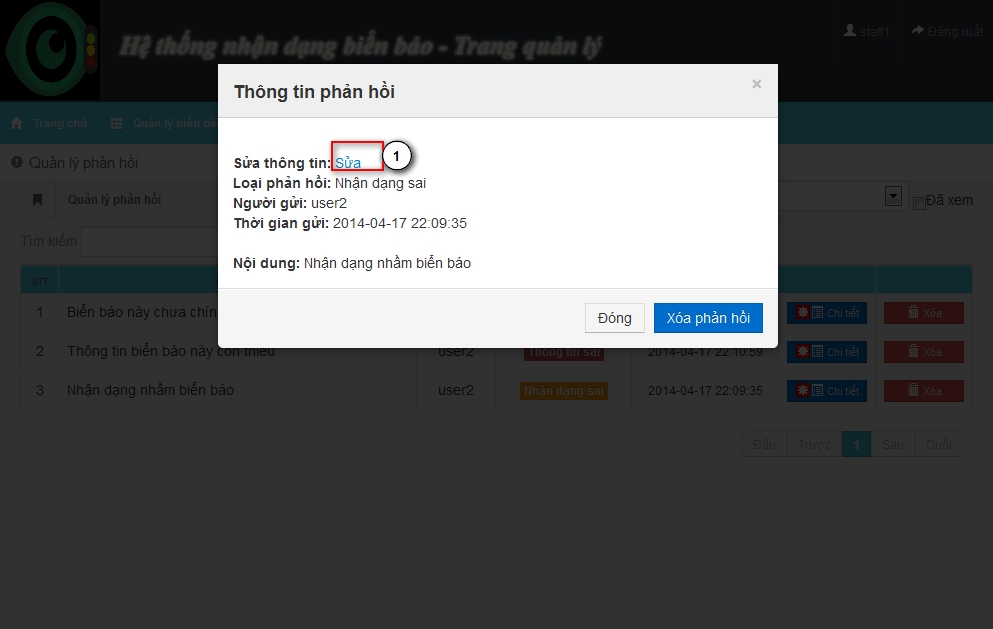 Hệ thống nhận dạng biển báo - Trang quản lý
staff1 Đăng xuất
Trang chủ Quản lý biển bá
Thông tin phản hồi ×
Sửa thông tin: Sửa 1
Loại phản hồi: Nhận dạng sai
Người gửi: user2
Thời gian gửi: 2014-04-17 22:09:35
Nội dung: Nhận dạng nhầm biển báo
Đóng Xóa phản hồi
Quản lý phản hồi
Quản lý phản hồi Đã xem
Tìm kiếm
STT
1 Biển báo này chưa chín Chi tiết Xóa
2 Thông tin biển báo này còn thiếu user2 Thông tin sai 2014-04-17 22:10:59 Chi tiết Xóa
3 Nhận dạng nhầm biển báo user2 Nhận dạng sai 2014-04-17 22:09:35 Chi tiết Xóa
Đầu Trước 1 Sau Cuối